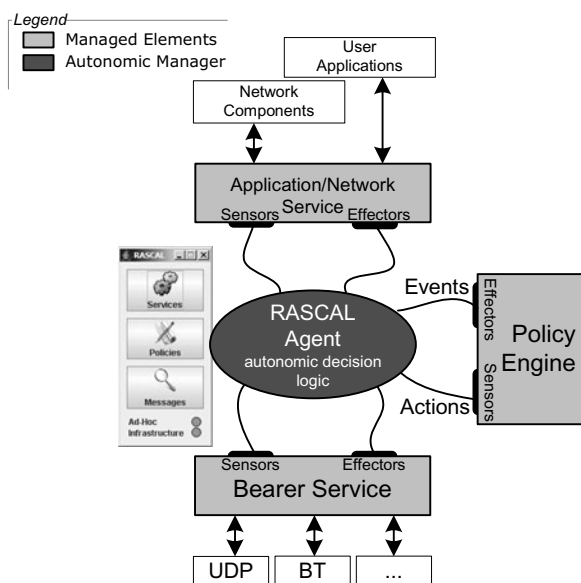 Legend
Managed Elements
Autonomic Manager
User
Applications
Network
Components
Application/Network
Service
Sensors
Effectors
RASCAL
Services
Policies
Messages
Ad-Hoc
Infrastructure
RASCAL
Agent
autonomic decision
logic
Events
Actions
Effectors
Sensors
Policy
Engine
Sensors
Effectors
Bearer Service
UDP
BT
...